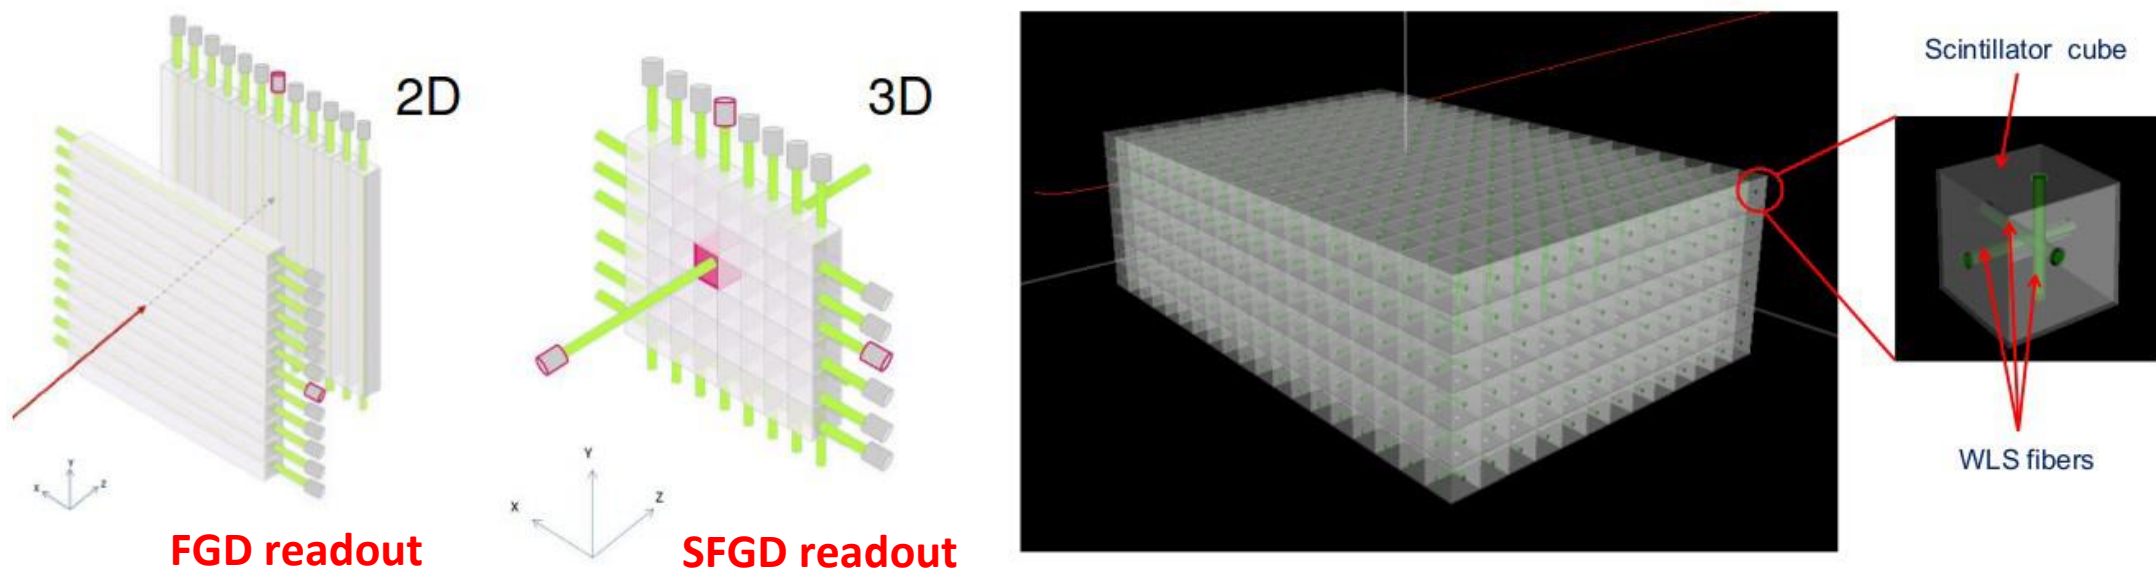 2D
Y
X
Z
FGD readout
3D
Y
X
Z
SFGD readout
Scintillator cube
WLS fibers